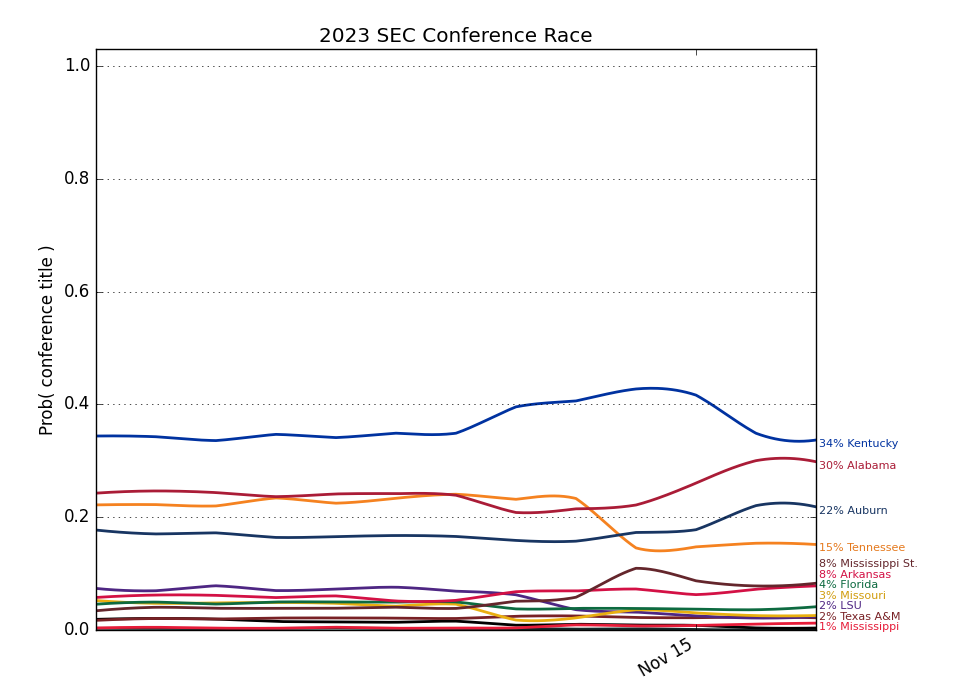 2023 SEC Conference Race
1.0
0.8
0.6
0.4
0.2
0.0
Prob( conference title )
Nov 15
34% Kentucky
30% Alabama
22% Auburn
15% Tennessee
8% Mississippi St.
8% Arkansas
4% Florida
3% Missouri
2% LSU
2% Texas A&M
1% Mississippi